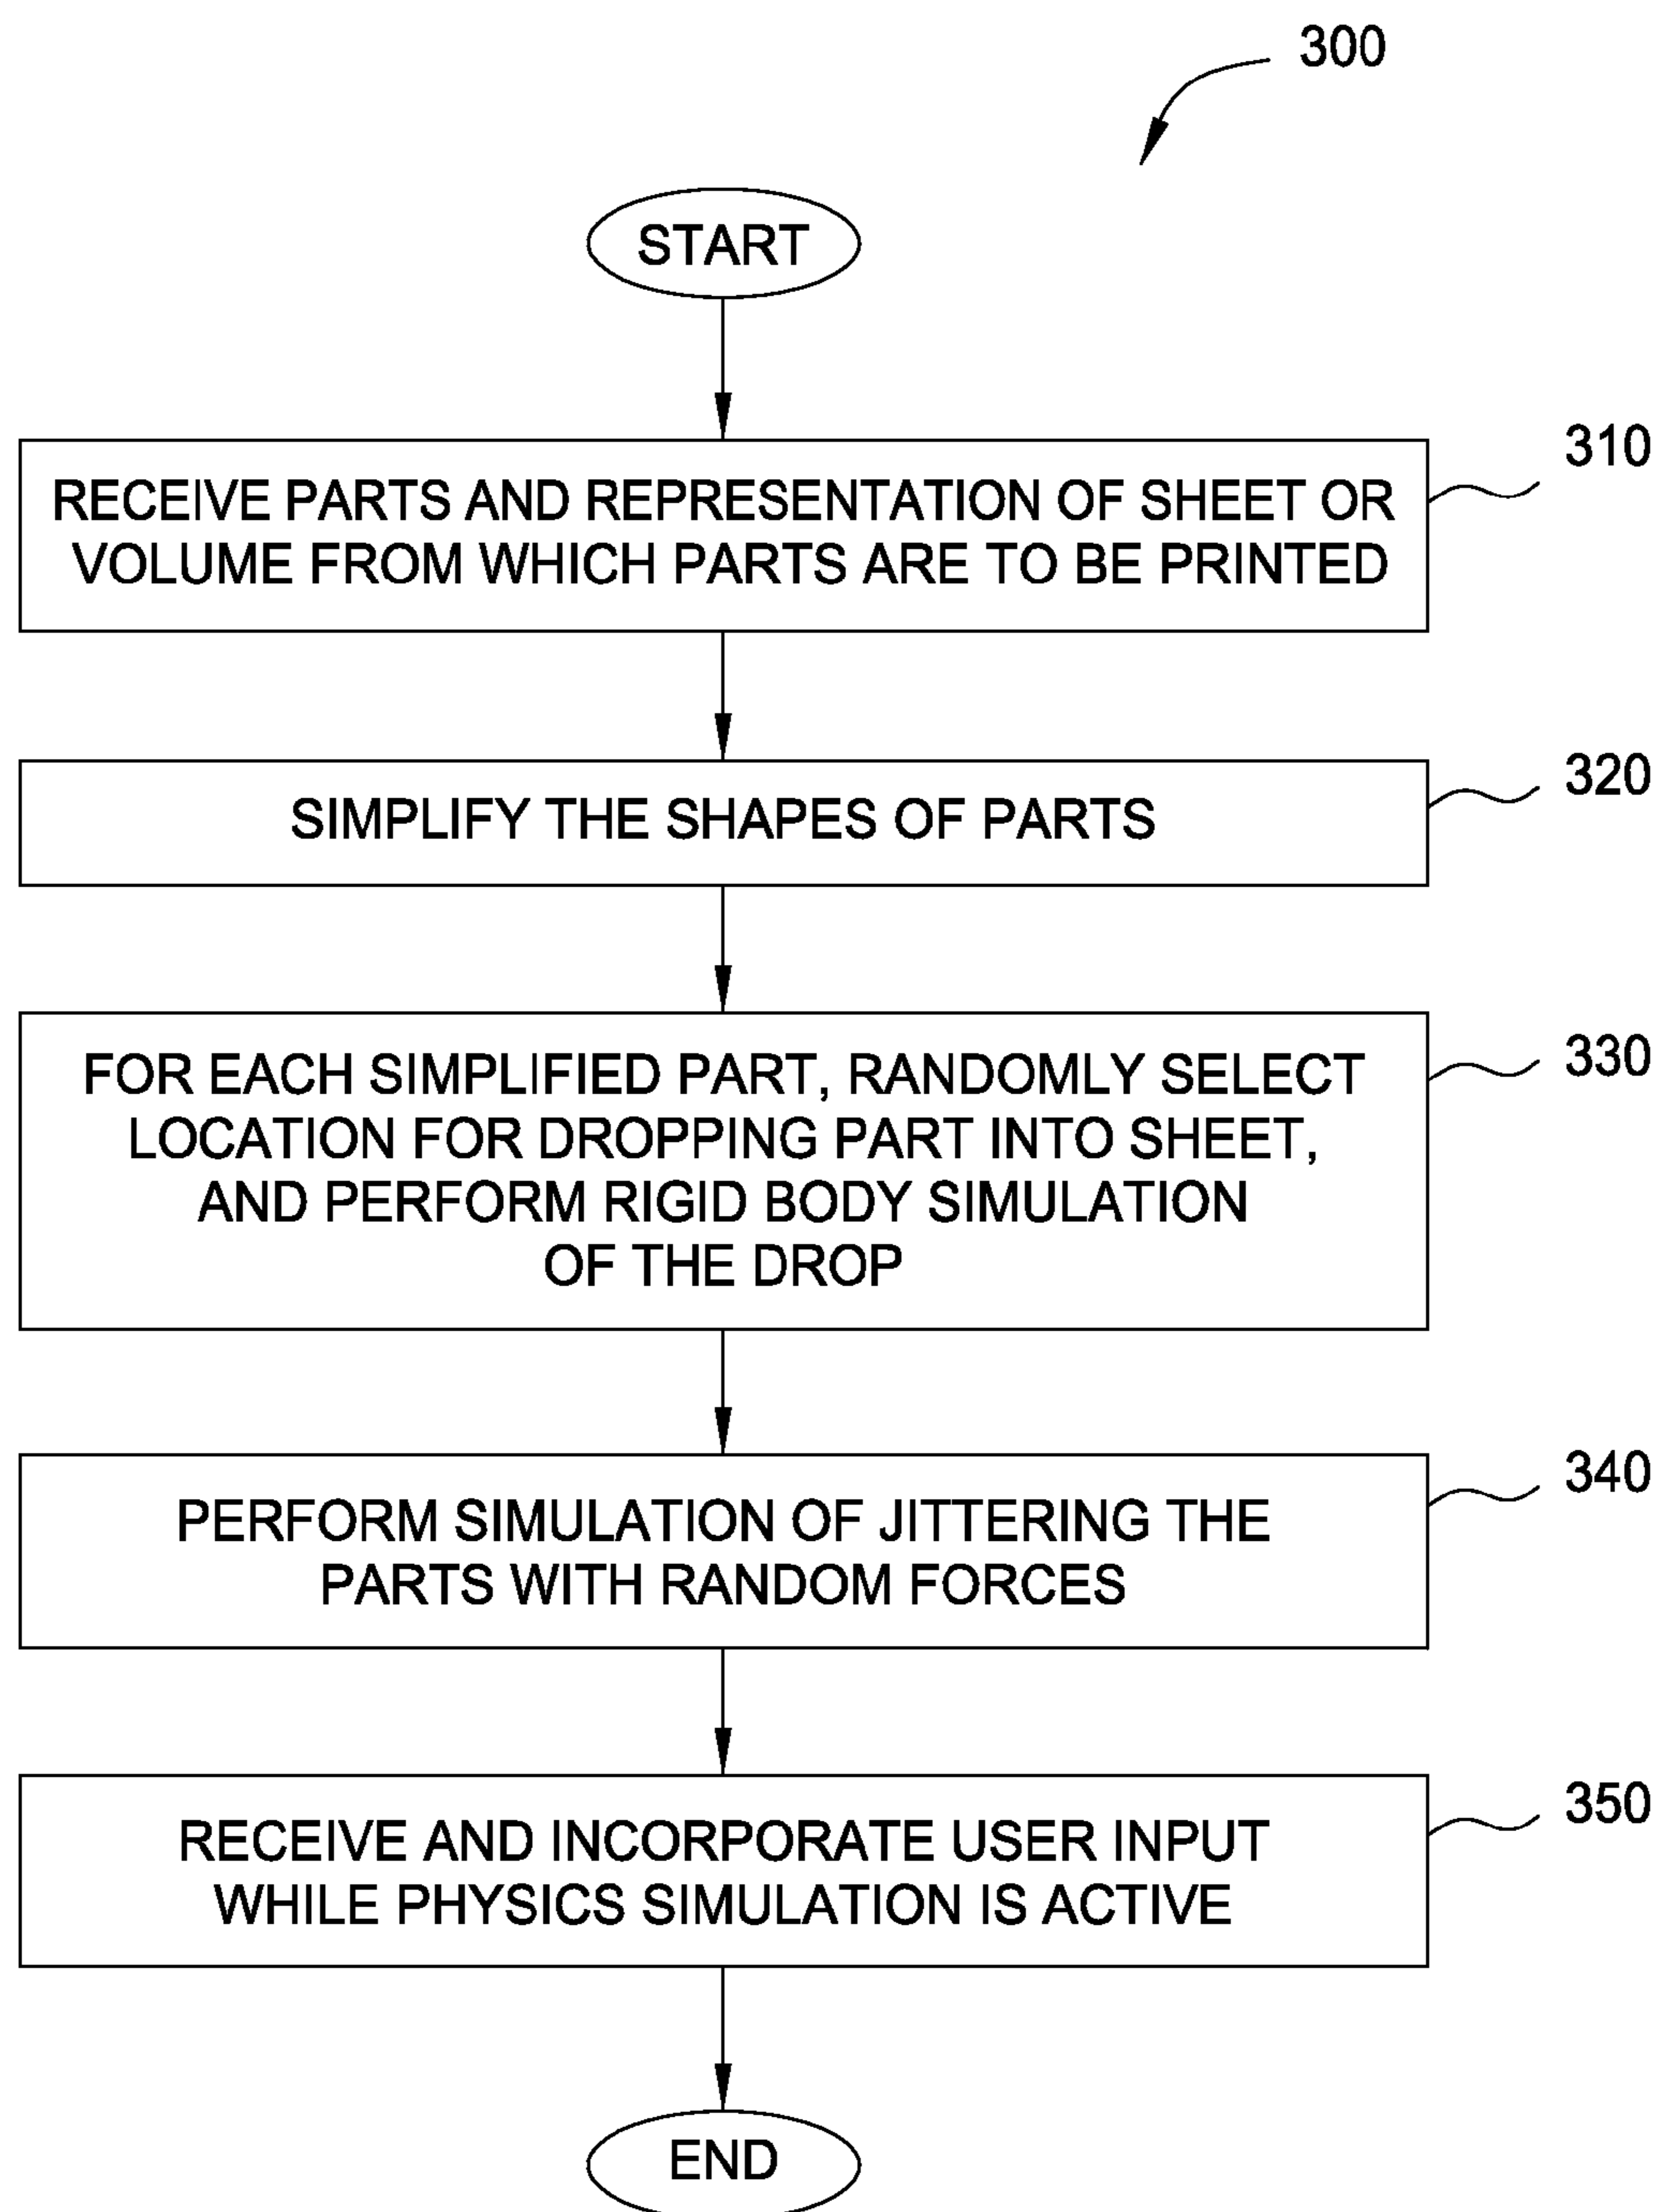 300
START
310
RECEIVE PARTS AND REPRESENTATION OF SHEET OR
VOLUME FROM WHICH PARTS ARE TO BE PRINTED
320
SIMPLIFY THE SHAPES OF PARTS
330
FOR EACH SIMPLIFIED PART, RANDOMLY SELECT
LOCATION FOR DROPPING PART INTO SHEET,
AND PERFORM RIGID BODY SIMULATION
OF THE DROP
340
PERFORM SIMULATION OF JITTERING THE
PARTS WITH RANDOM FORCES
350
RECEIVE AND INCORPORATE USER INPUT
WHILE PHYSICS SIMULATION IS ACTIVE
END